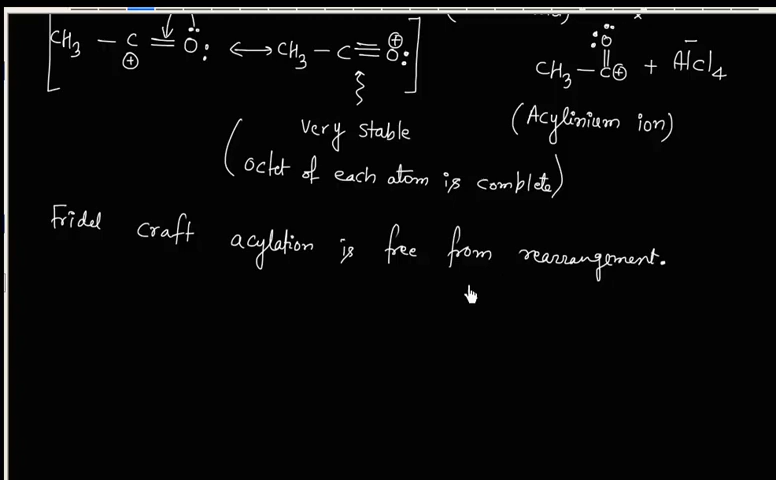 [CH3 – C⊕ = Ö: ⟷ CH3 – C ≡ O⊕:]
CH3 – C⊕ = Ö: + AlCl4⁻
(Acylinium ion)
very stable
(octet of each atom is complete)
Fridel craft acylation is free from rearrangement.